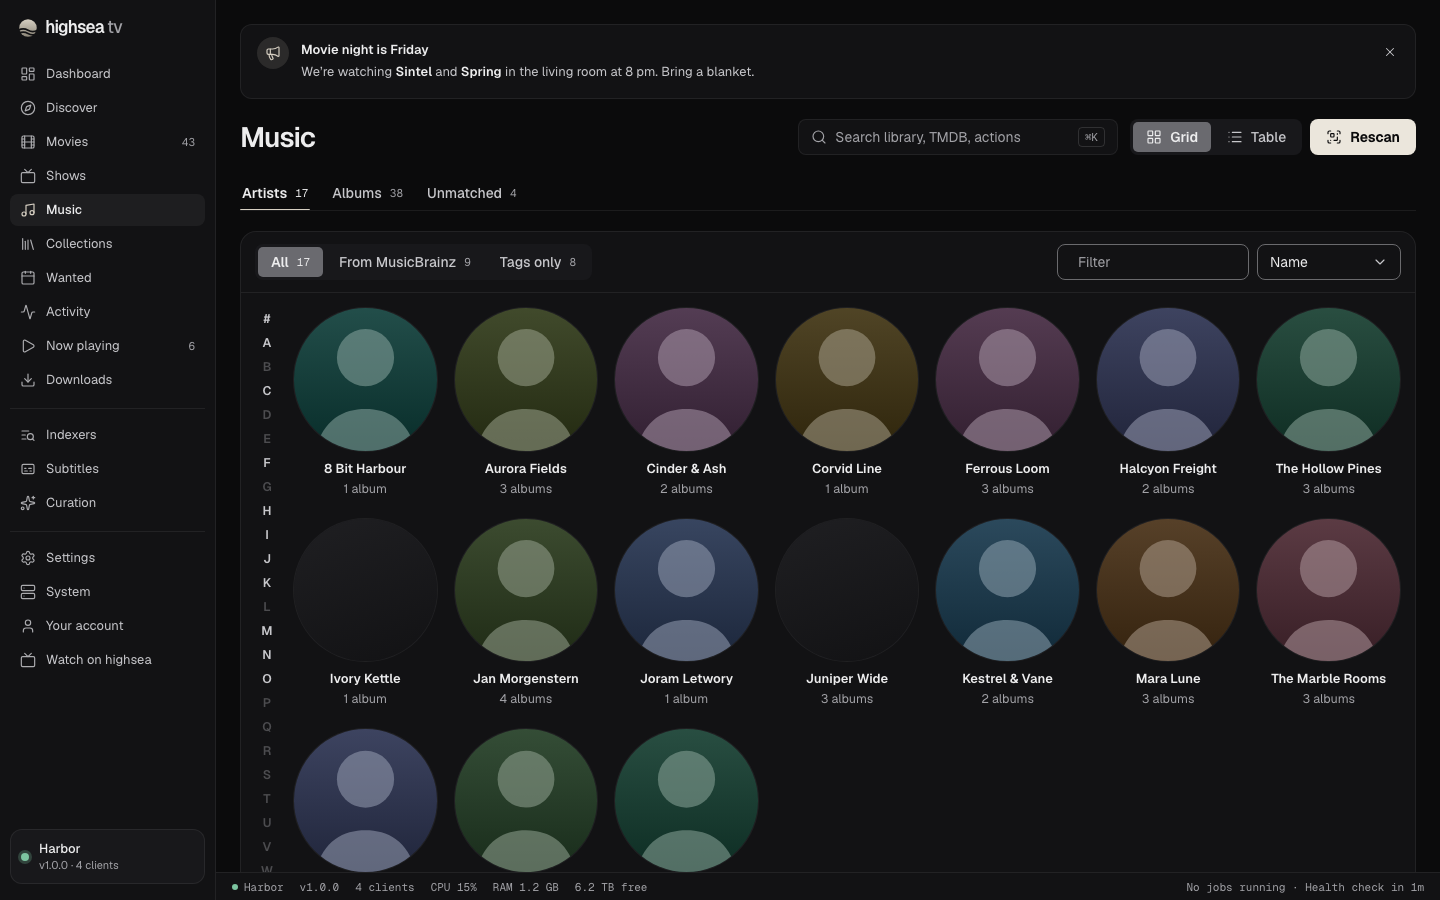 highsea tv
Dashboard
Discover
Movies 43
Shows
Music
Collections
Wanted
Activity
Now playing 6
Downloads
Indexers
Subtitles
Curation
Settings
System
Your account
Watch on highsea
Harbor
v1.0.0 · 4 clients
Movie night is Friday
We're watching Sintel and Spring in the living room at 8 pm. Bring a blanket.
Music
Search library, TMDB, actions ⌘K
Grid Table
Rescan
Artists 17 Albums 38 Unmatched 4
All 17 From MusicBrainz 9 Tags only 8
Filter
Name
#
A
B
C
D
E
F
G
H
I
J
K
L
M
N
O
P
Q
R
S
T
U
V
W
8 Bit Harbour
1 album
Aurora Fields
3 albums
Cinder & Ash
2 albums
Corvid Line
1 album
Ferrous Loom
3 albums
Halcyon Freight
2 albums
The Hollow Pines
3 albums
Ivory Kettle
1 album
Jan Morgenstern
4 albums
Joram Letwory
1 album
Juniper Wide
3 albums
Kestrel & Vane
2 albums
Mara Lune
3 albums
The Marble Rooms
3 albums
Harbor v1.0.0 4 clients CPU 15% RAM 1.2 GB 6.2 TB free
No jobs running · Health check in 1m